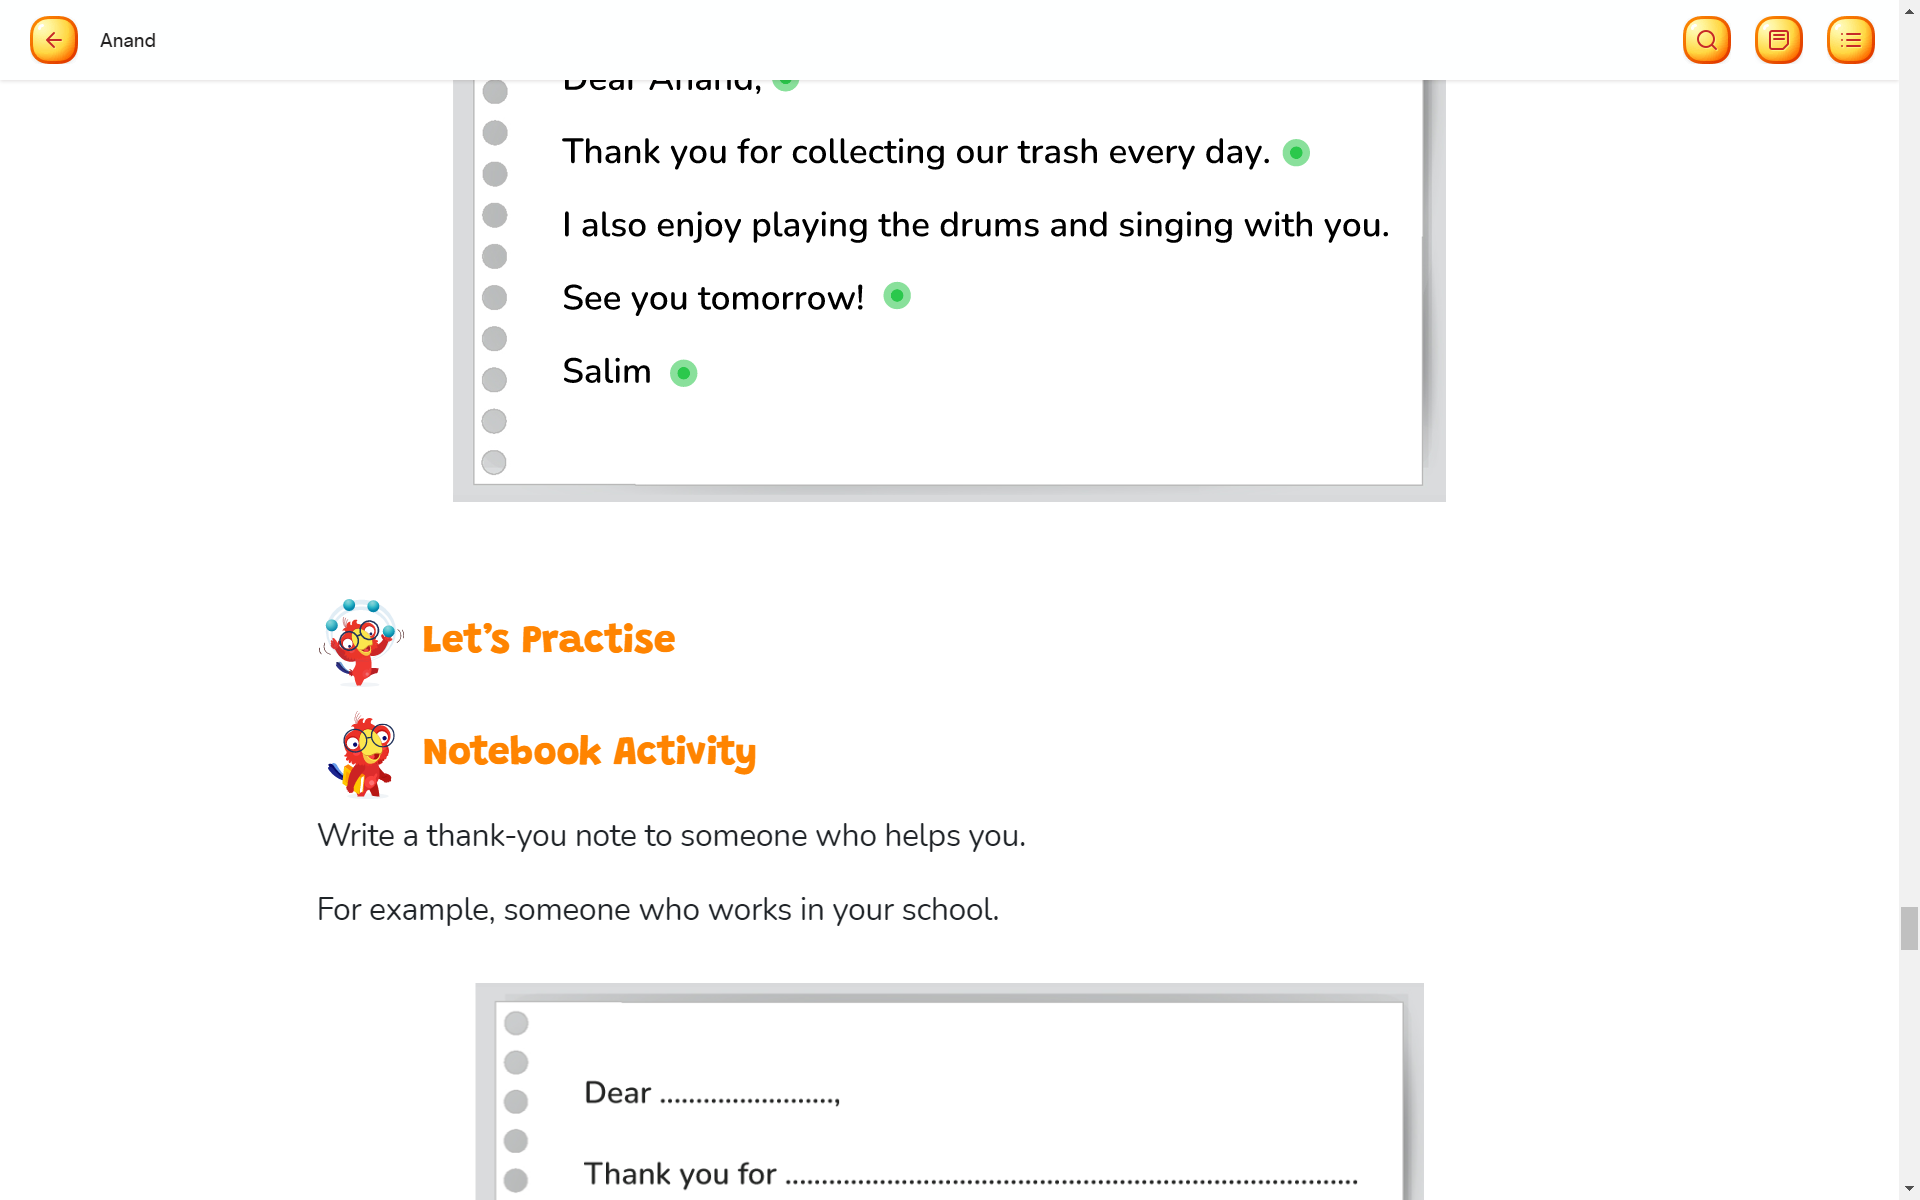 Anand
Dear Anand,
Thank you for collecting our trash every day.
I also enjoy playing the drums and singing with you.
See you tomorrow!
Salim
Let's Practise
Notebook Activity
Write a thank-you note to someone who helps you.
For example, someone who works in your school.
Dear ........................,
Thank you for ...............................................................................